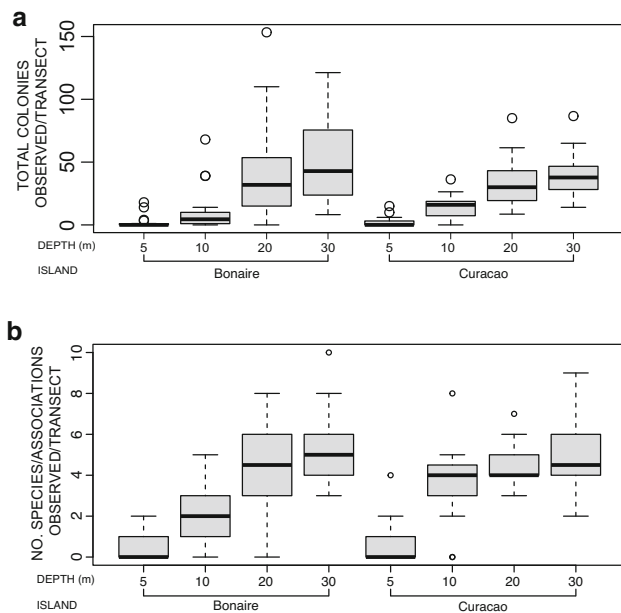 a
TOTAL COLONIES
OBSERVED/TRANSECT
150
100
50
0
DEPTH (m) 5 10 20 30 5 10 20 30
ISLAND Bonaire Curacao
b
NO. SPECIES/ASSOCIATIONS
OBSERVED/TRANSECT
10
8
6
4
2
0
DEPTH (m) 5 10 20 30 5 10 20 30
ISLAND Bonaire Curacao